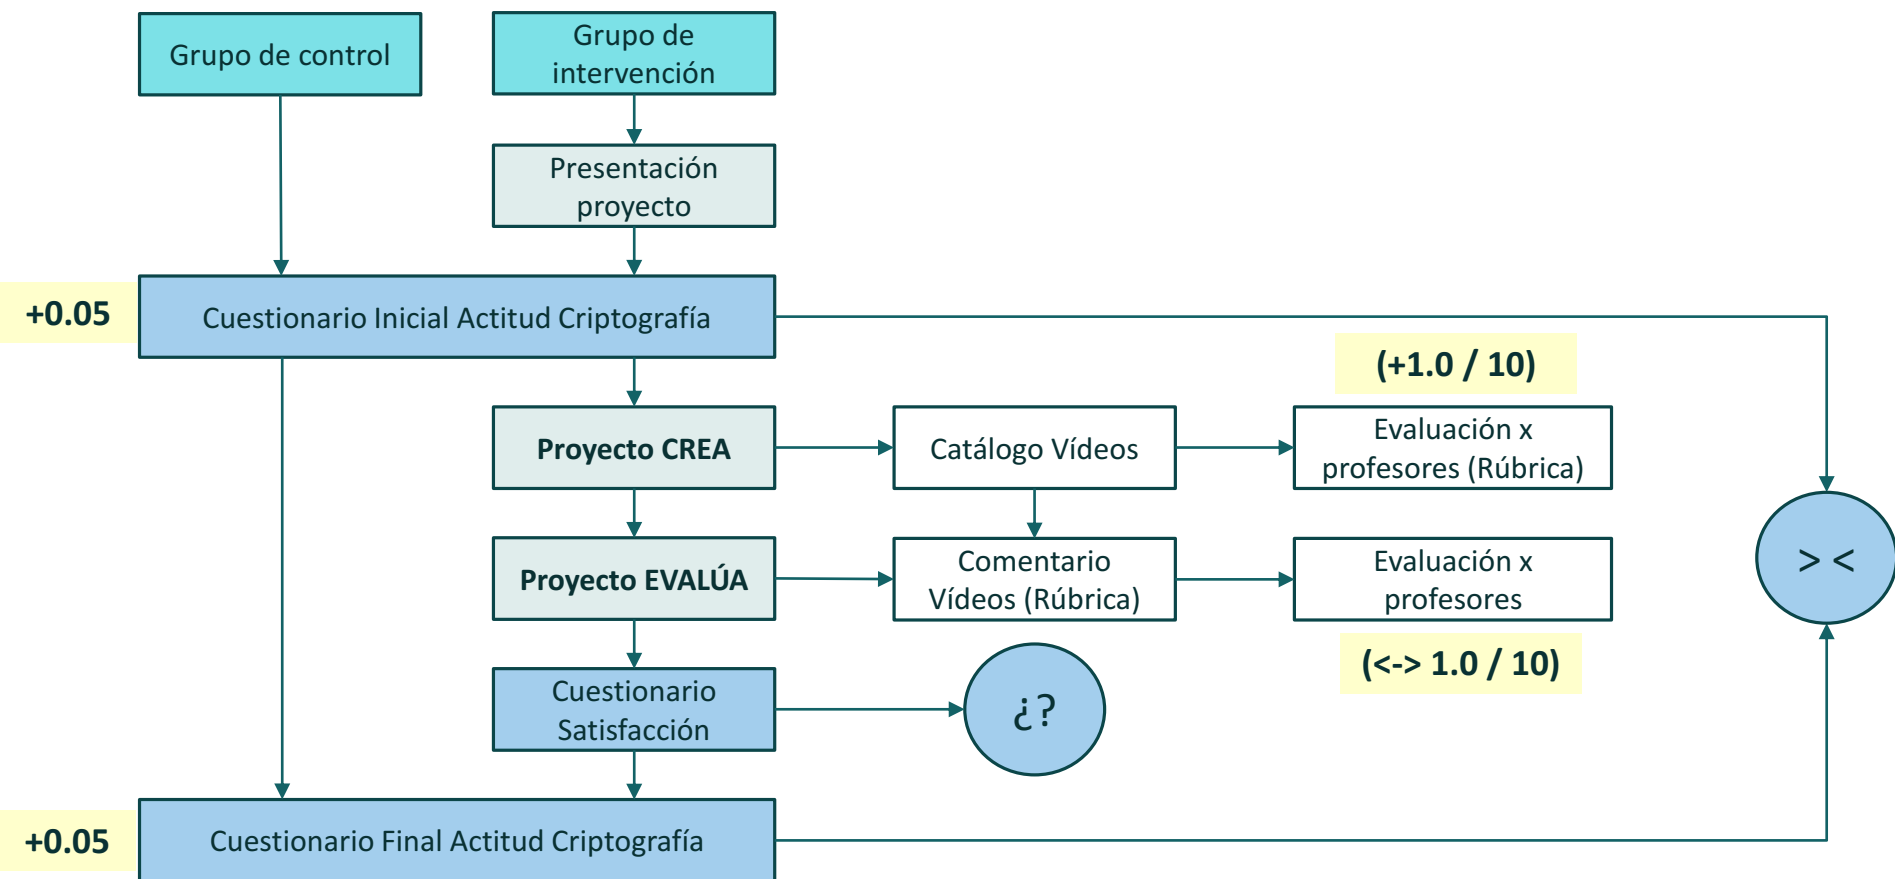 Grupo de control
Grupo de
intervención
Presentación
proyecto
+0.05
Cuestionario Inicial Actitud Criptografía
(+1.0 / 10)
Proyecto CREA
Catálogo Vídeos
Evaluación x
profesores (Rúbrica)
Proyecto EVALÚA
Comentario
Vídeos (Rúbrica)
Evaluación x
profesores
> <
(<-> 1.0 / 10)
Cuestionario
Satisfacción
¿?
+0.05
Cuestionario Final Actitud Criptografía